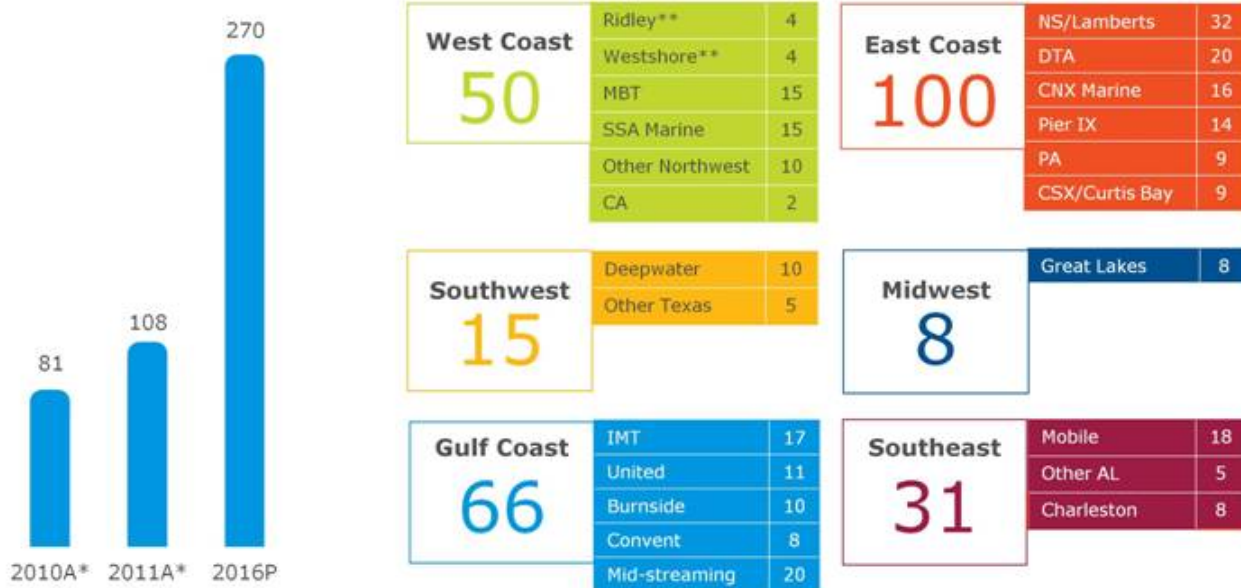 270
108
81
2010A* 2011A* 2016P
West Coast
50
Ridley** 4
Westshore** 4
MBT 15
SSA Marine 15
Other Northwest 10
CA 2
East Coast
100
NS/Lamberts 32
DTA 20
CNX Marine 16
Pier IX 14
PA 9
CSX/Curtis Bay 9
Southwest
15
Deepwater 10
Other Texas 5
Midwest
8
Great Lakes 8
Gulf Coast
66
IMT 17
United 11
Burnside 10
Convent 8
Mid-streaming 20
Southeast
31
Mobile 18
Other AL 5
Charleston 8